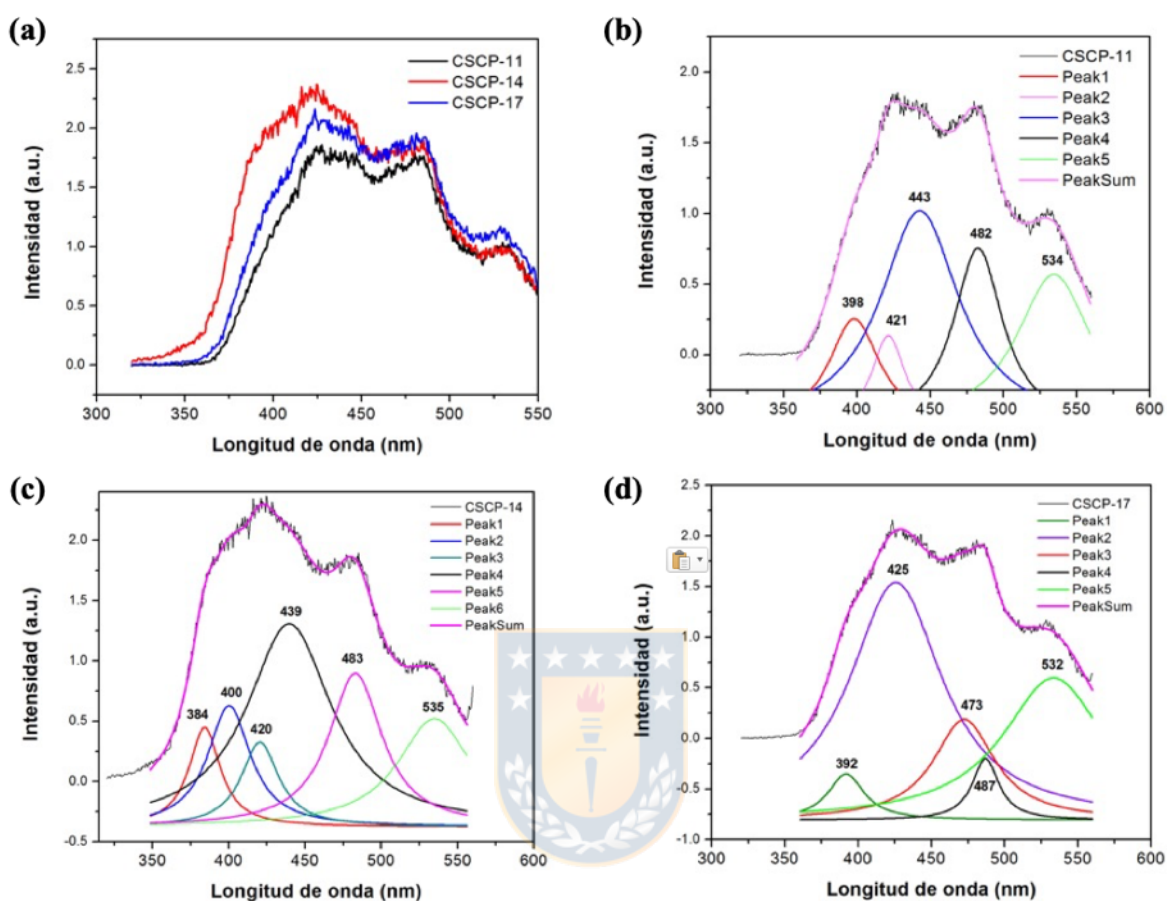 (a)
2.5
2.0
1.5
1.0
0.5
0.0
300 350 400 450 500 550
Intensidad (a.u.)
Longitud de onda (nm)
CSCP-11
CSCP-14
CSCP-17
(b)
2.0
1.5
1.0
0.5
0.0
300 350 400 450 500 550 600
Intensidad (a.u.)
Longitud de onda (nm)
CSCP-11
Peak1
Peak2
Peak3
Peak4
Peak5
PeakSum
443
482
398
421
534
(c)
2.0
1.5
1.0
0.5
0.0
-0.5
350 400 450 500 550 600
Intensidad (a.u.)
Longitud de onda (nm)
CSCP-14
Peak1
Peak2
Peak3
Peak4
Peak5
Peak6
PeakSum
439
483
400
384
420
535
(d)
2.5
2.0
1.5
1.0
0.5
0.0
-0.5
-1.0
300 350 400 450 500 550 600
Intensidad (a.u.)
Longitud de onda (nm)
CSCP-17
Peak1
Peak2
Peak3
Peak4
Peak5
PeakSum
425
473
532
392
487